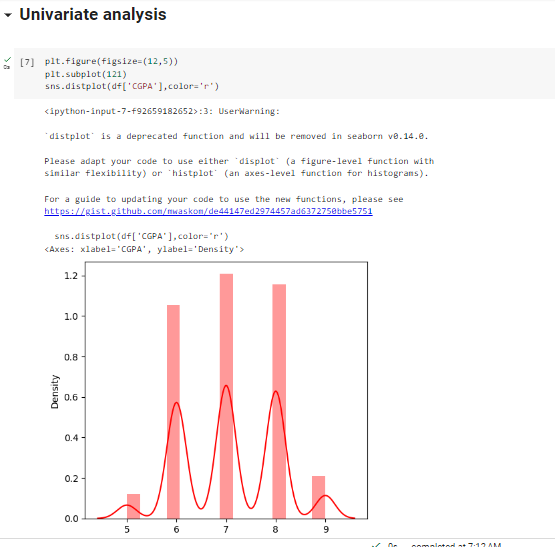 Univariate analysis
[7] plt.figure(figsize=(12,5))
0s
plt.subplot(121)
sns.distplot(df['CGPA'],color='r')
<ipython-input-7-f92659182652>:3: UserWarning:
`distplot` is a deprecated function and will be removed in seaborn v0.14.0.
Please adapt your code to use either `displot` (a figure-level function with
similar flexibility) or `histplot` (an axes-level function for histograms).
For a guide to updating your code to use the new functions, please see
https://gist.github.com/mwaskom/de44147ed2974457ad6372750bbe5751
sns.distplot(df['CGPA'],color='r')
<Axes: xlabel='CGPA', ylabel='Density'>
1.2
1.0
0.8
0.6
0.4
0.2
0.0
Density
5 6 7 8 9
0s completed at 7:12 AM